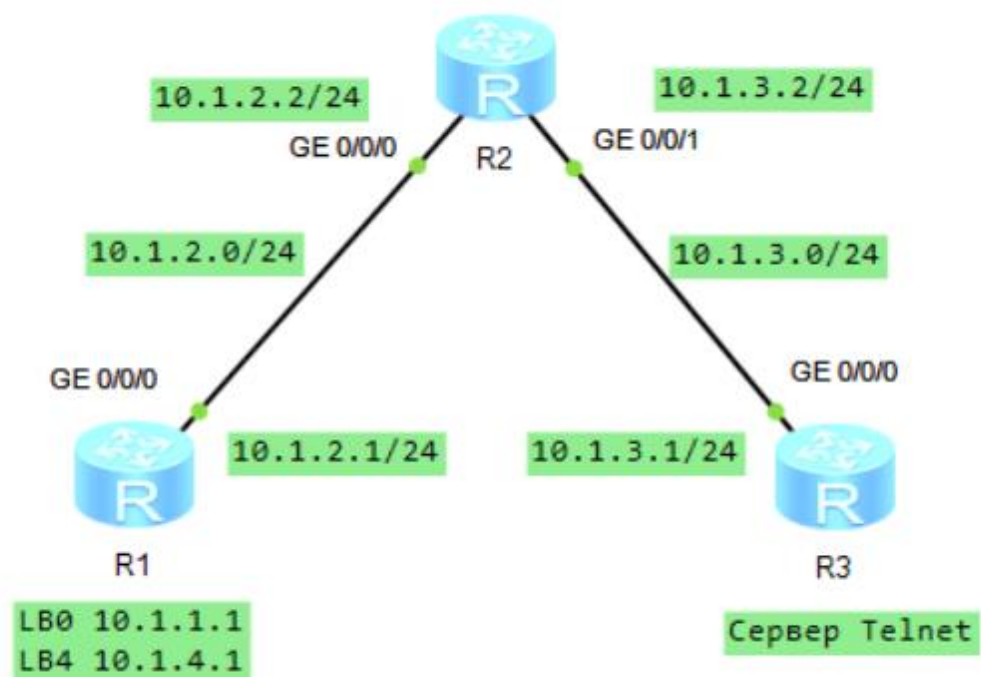 10.1.2.2/24
10.1.3.2/24
GE 0/0/0
R
GE 0/0/1
R2
10.1.2.0/24
10.1.3.0/24
GE 0/0/0
GE 0/0/0
10.1.2.1/24
10.1.3.1/24
R
R
R1
R3
LB0 10.1.1.1
LB4 10.1.4.1
Сервер Telnet